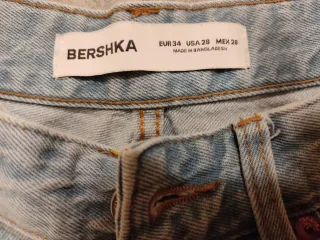 BERSHKA
EUR 34 USA 28 MEX 28
MADE IN BANGLADESH